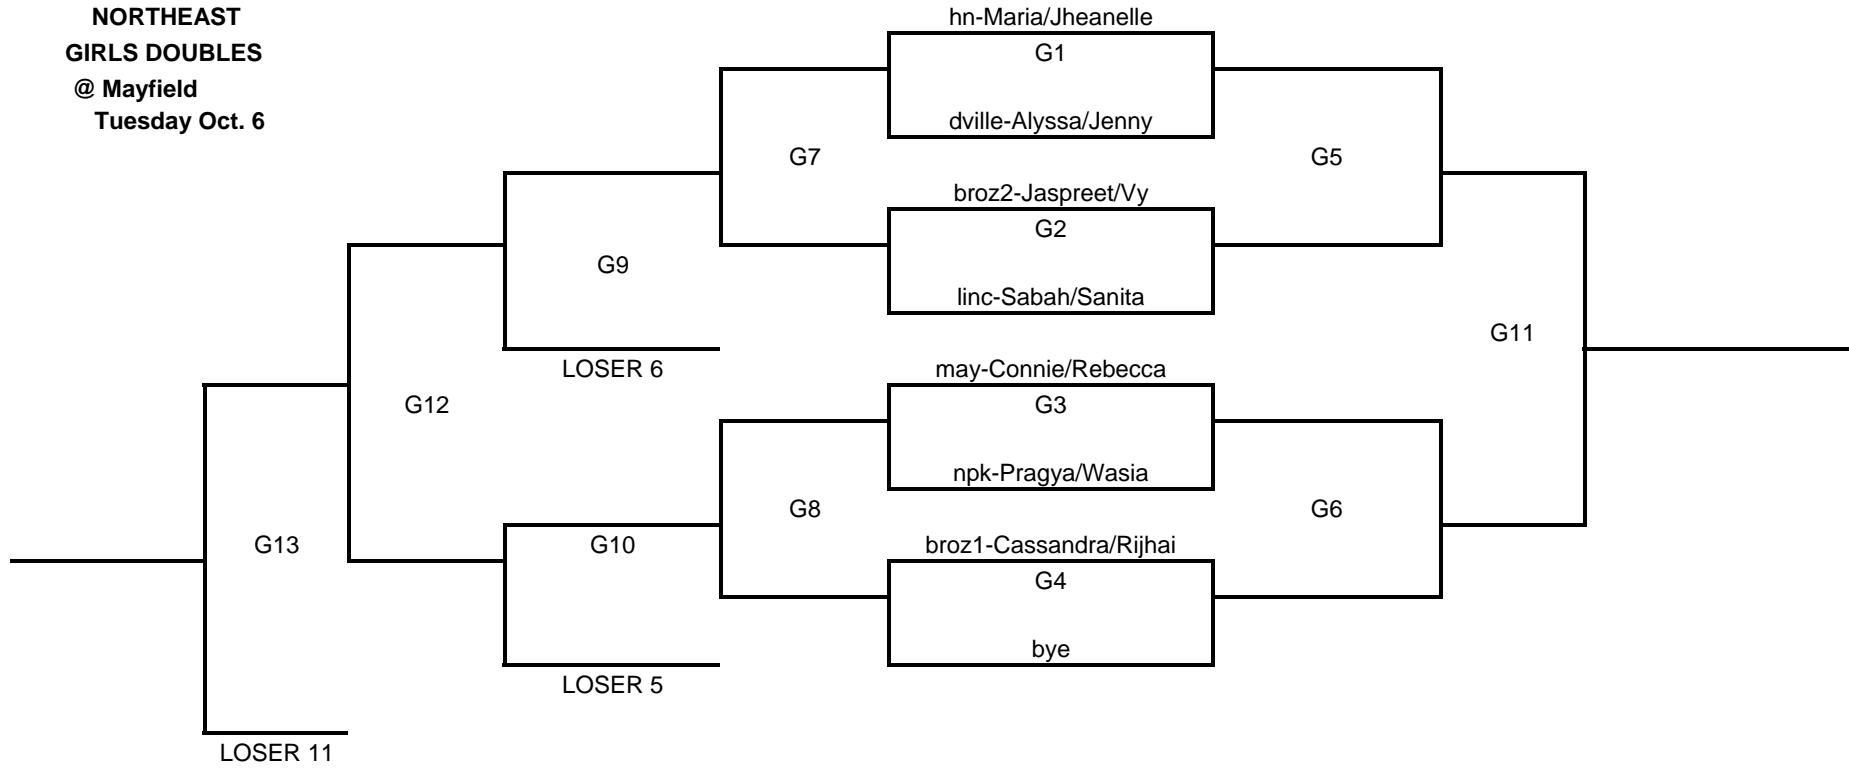 NORTHEAST
GIRLS DOUBLES
@ Mayfield
Tuesday Oct. 6
hn-Maria/Jheanelle
G1
dville-Alyssa/Jenny
G7
G5
broz2-Jaspreet/Vy
G2
G9
linc-Sabah/Sanita
G11
LOSER 6
may-Connie/Rebecca
G12
G3
npk-Pragya/Wasia
G8
G6
G13
G10
broz1-Cassandra/Rijhai
G4
bye
LOSER 5
LOSER 11